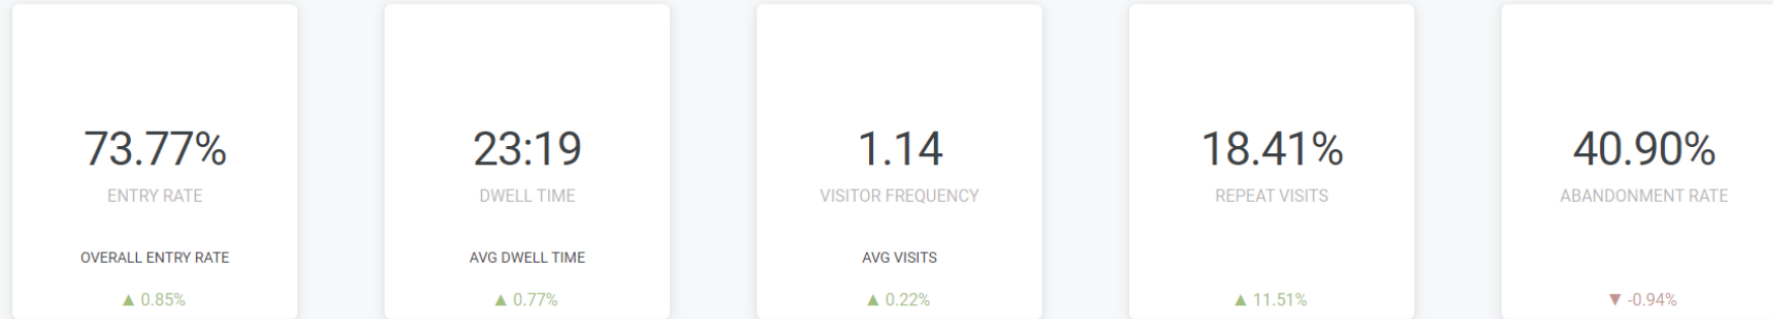 73.77%
ENTRY RATE
OVERALL ENTRY RATE
▲ 0.85%
23:19
DWELL TIME
AVG DWELL TIME
▲ 0.77%
1.14
VISITOR FREQUENCY
AVG VISITS
▲ 0.22%
18.41%
REPEAT VISITS
▲ 11.51%
40.90%
ABANDONMENT RATE
▼ -0.94%